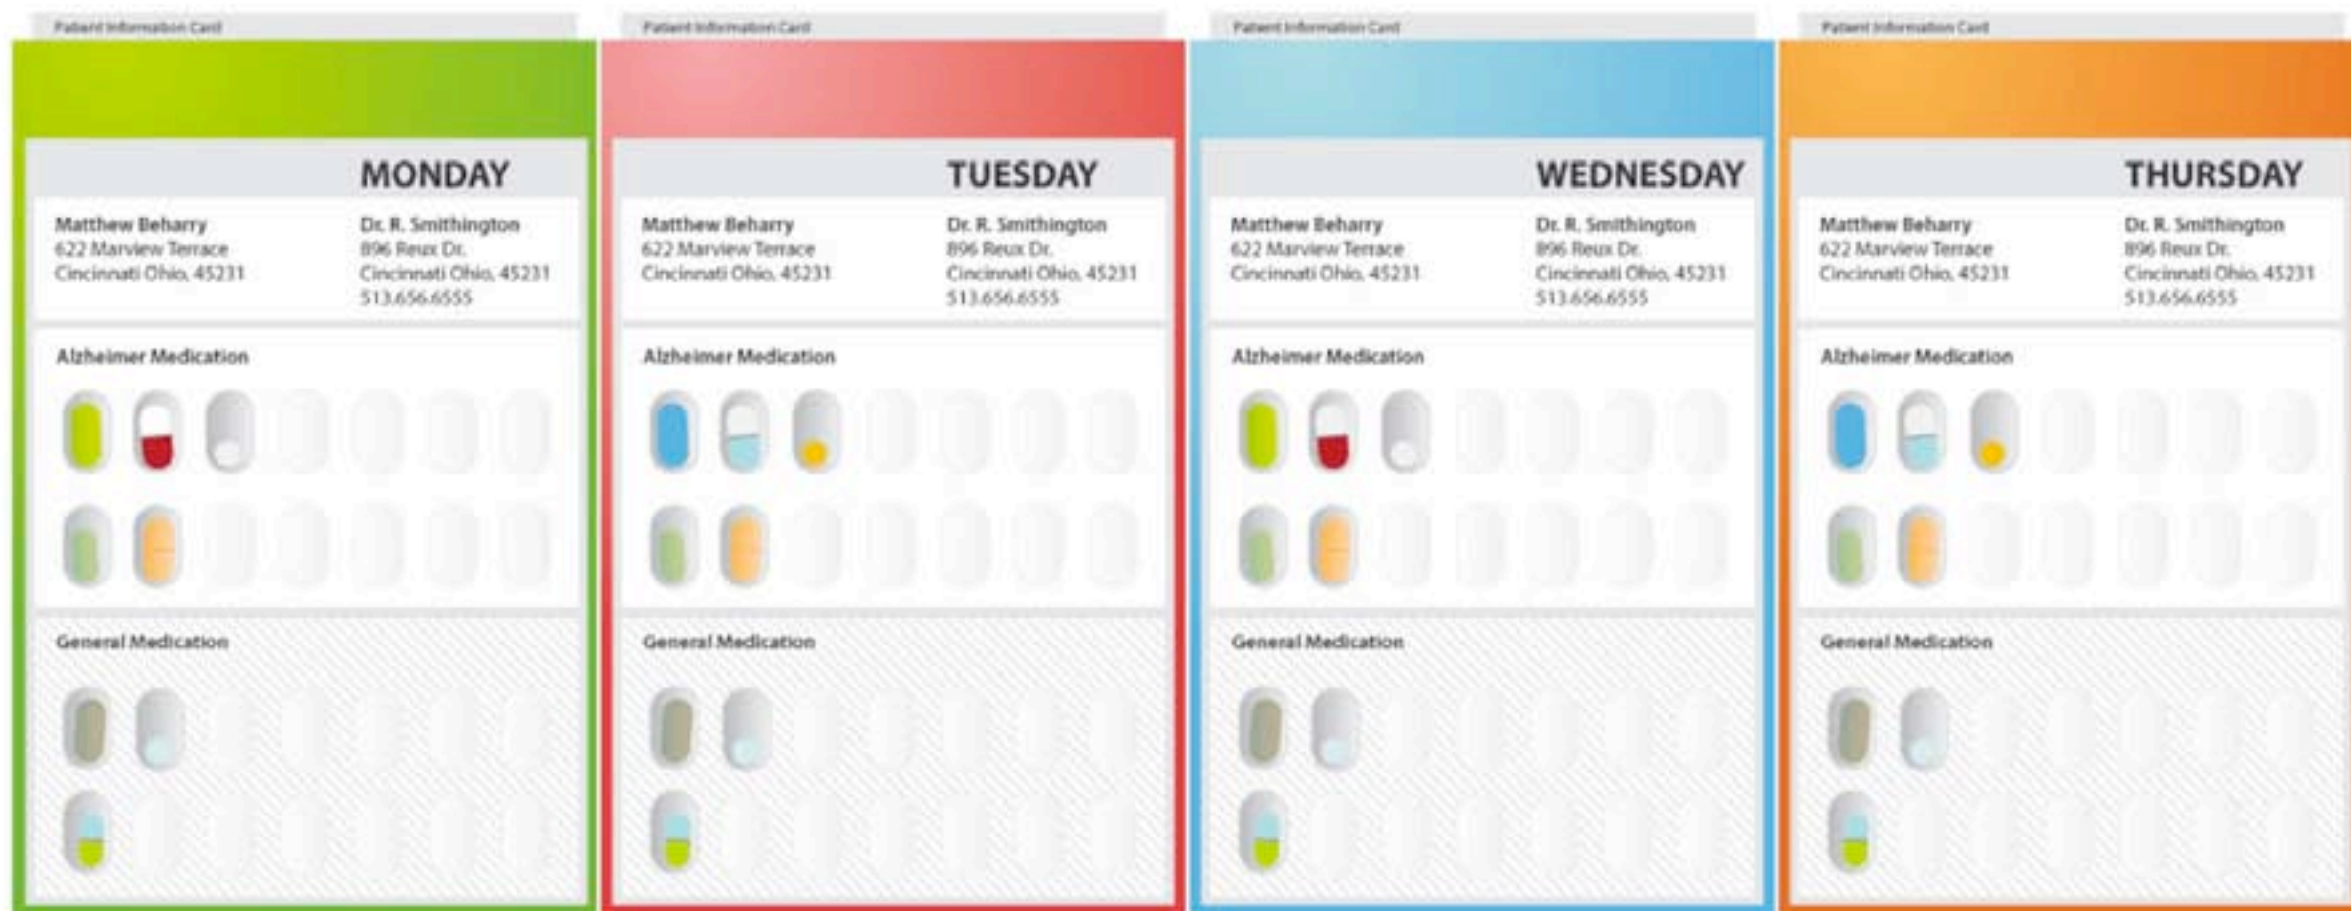 Patient Information Card
MONDAY
Matthew Beharry
622 Marview Terrace
Cincinnati Ohio, 45231
Dr. R. Smithington
896 Reux Dr.
Cincinnati Ohio, 45231
513.656.6555
Alzheimer Medication
General Medication
Patient Information Card
TUESDAY
Matthew Beharry
622 Marview Terrace
Cincinnati Ohio, 45231
Dr. R. Smithington
896 Reux Dr.
Cincinnati Ohio, 45231
513.656.6555
Alzheimer Medication
General Medication
Patient Information Card
WEDNESDAY
Matthew Beharry
622 Marview Terrace
Cincinnati Ohio, 45231
Dr. R. Smithington
896 Reux Dr.
Cincinnati Ohio, 45231
513.656.6555
Alzheimer Medication
General Medication
Patient Information Card
THURSDAY
Matthew Beharry
622 Marview Terrace
Cincinnati Ohio, 45231
Dr. R. Smithington
896 Reux Dr.
Cincinnati Ohio, 45231
513.656.6555
Alzheimer Medication
General Medication